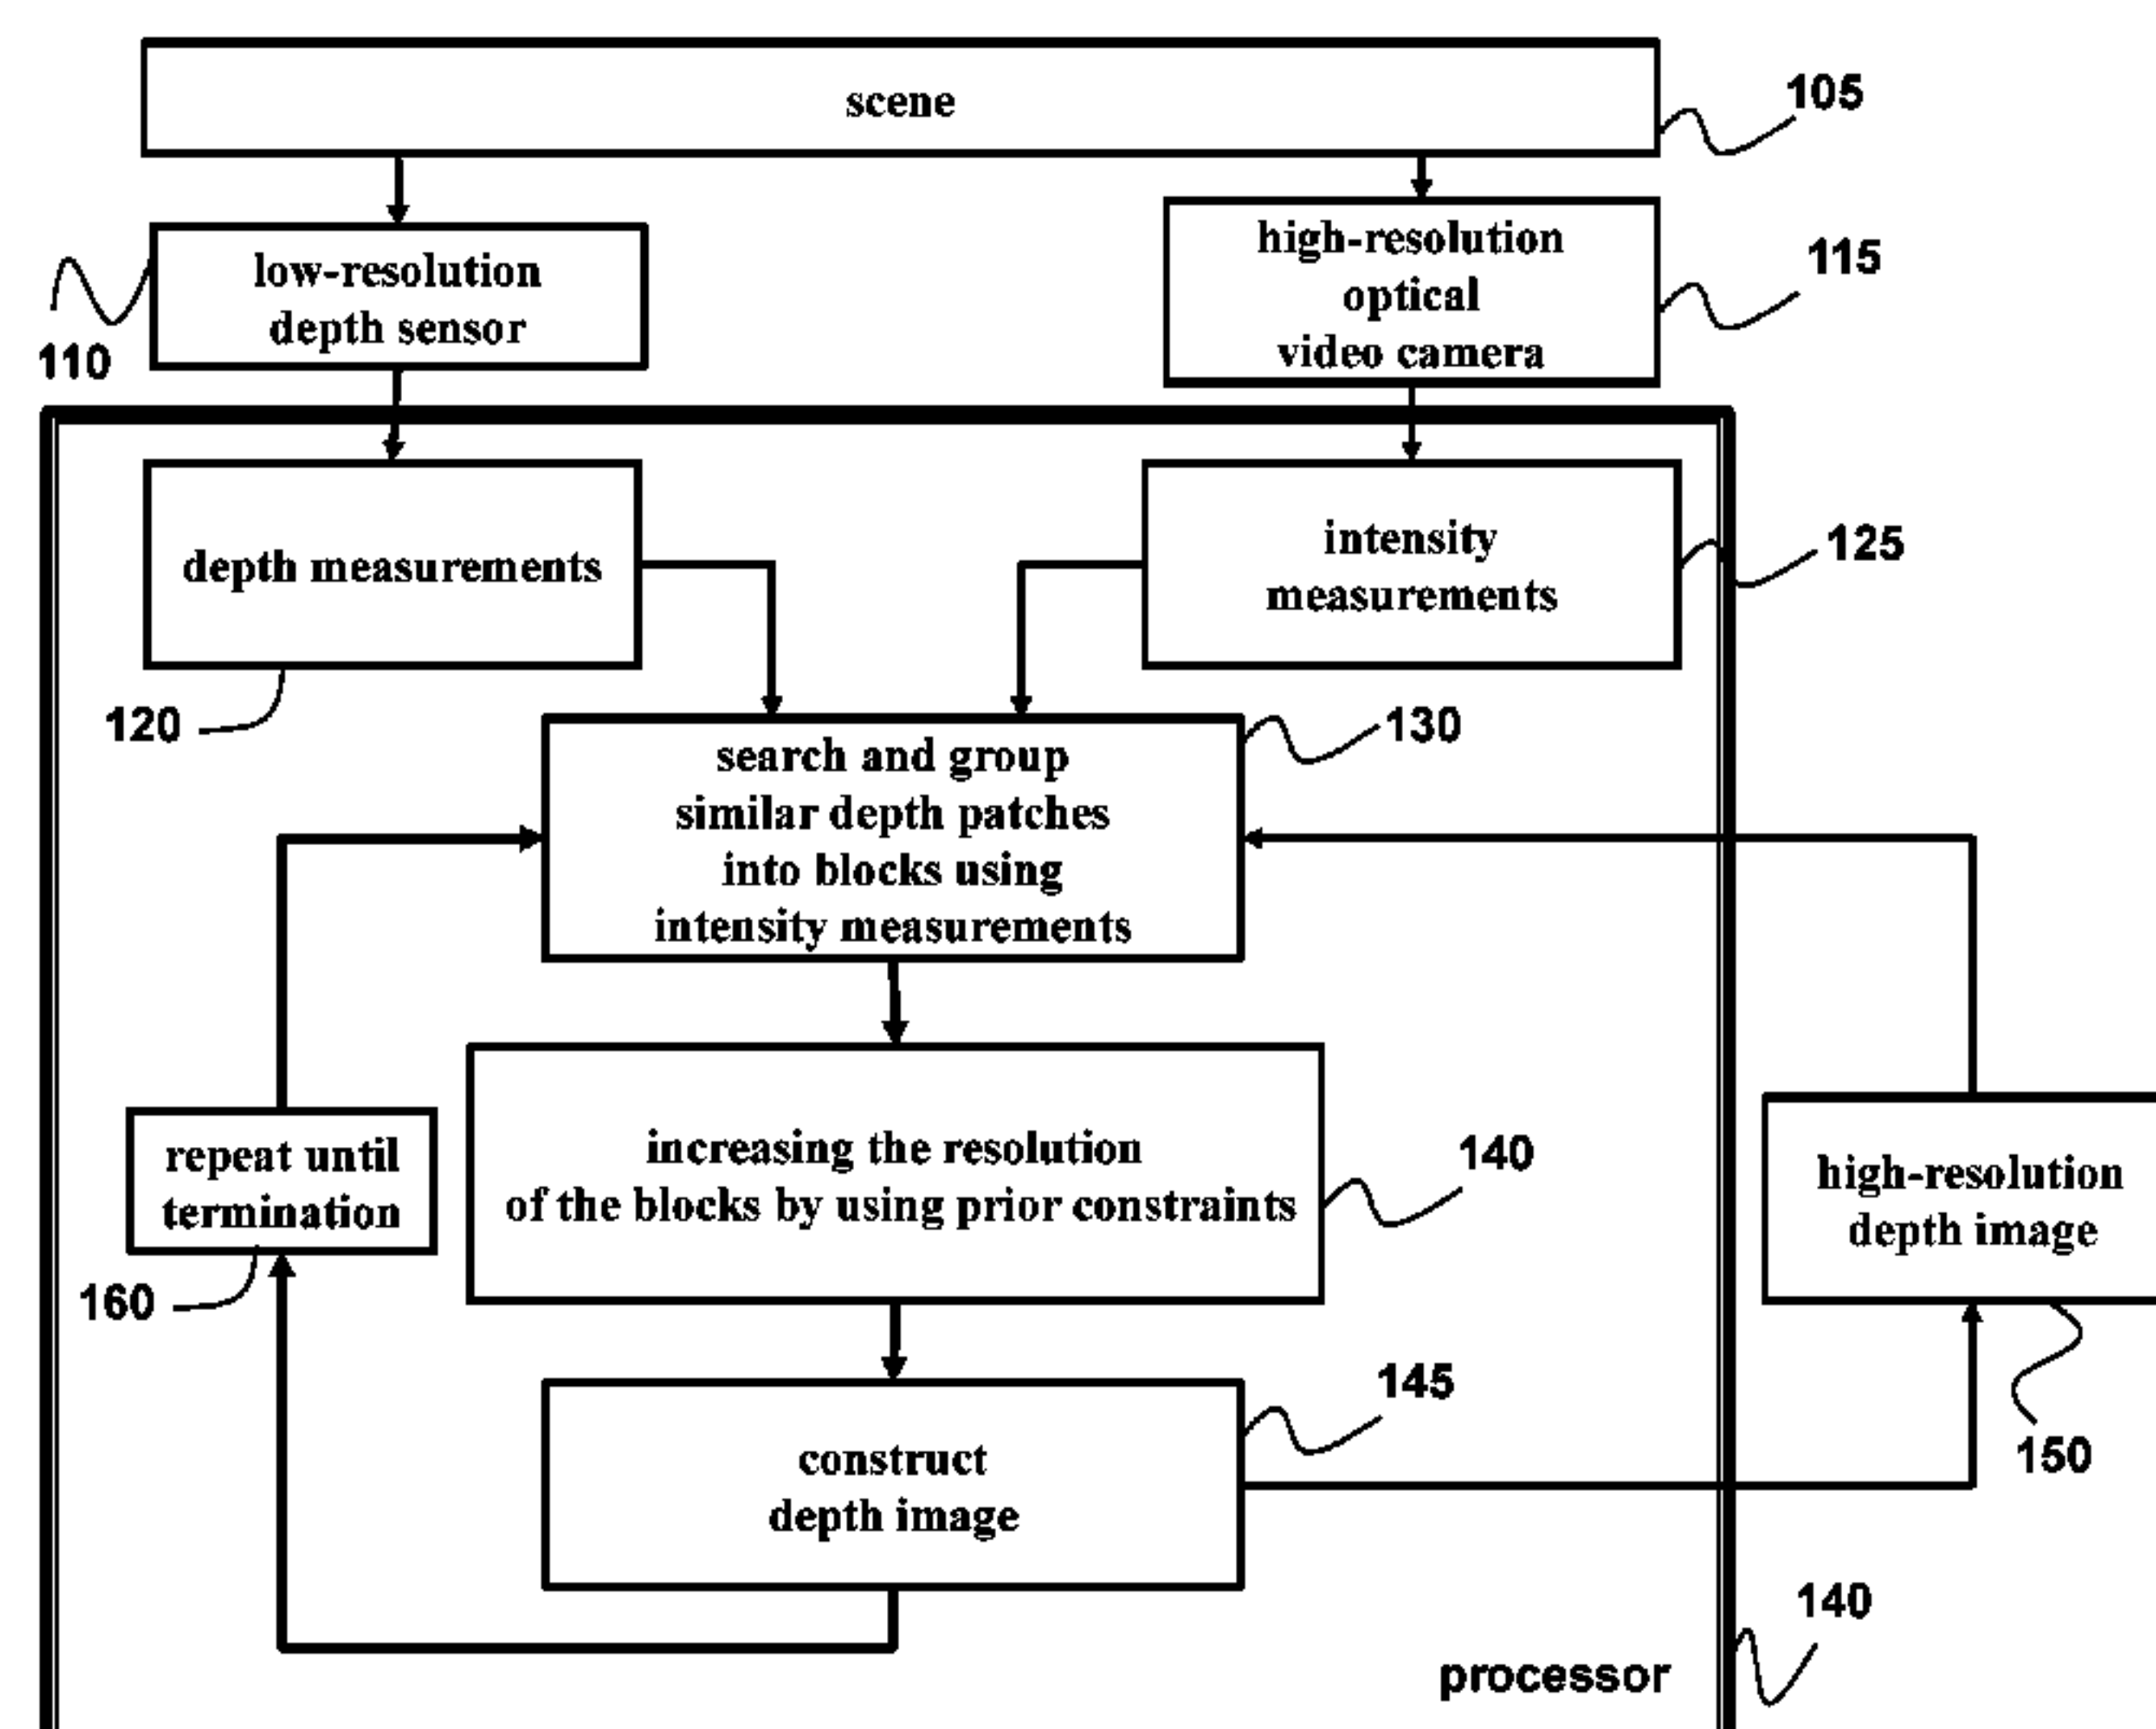 scene
105
low-resolution
depth sensor
110
high-resolution
optical
video camera
115
depth measurements
120
intensity
measurements
125
search and group
similar depth patches
into blocks using
intensity measurements
130
repeat until
termination
160
increasing the resolution
of the blocks by using prior constraints
140
high-resolution
depth image
150
construct
depth image
145
processor
140